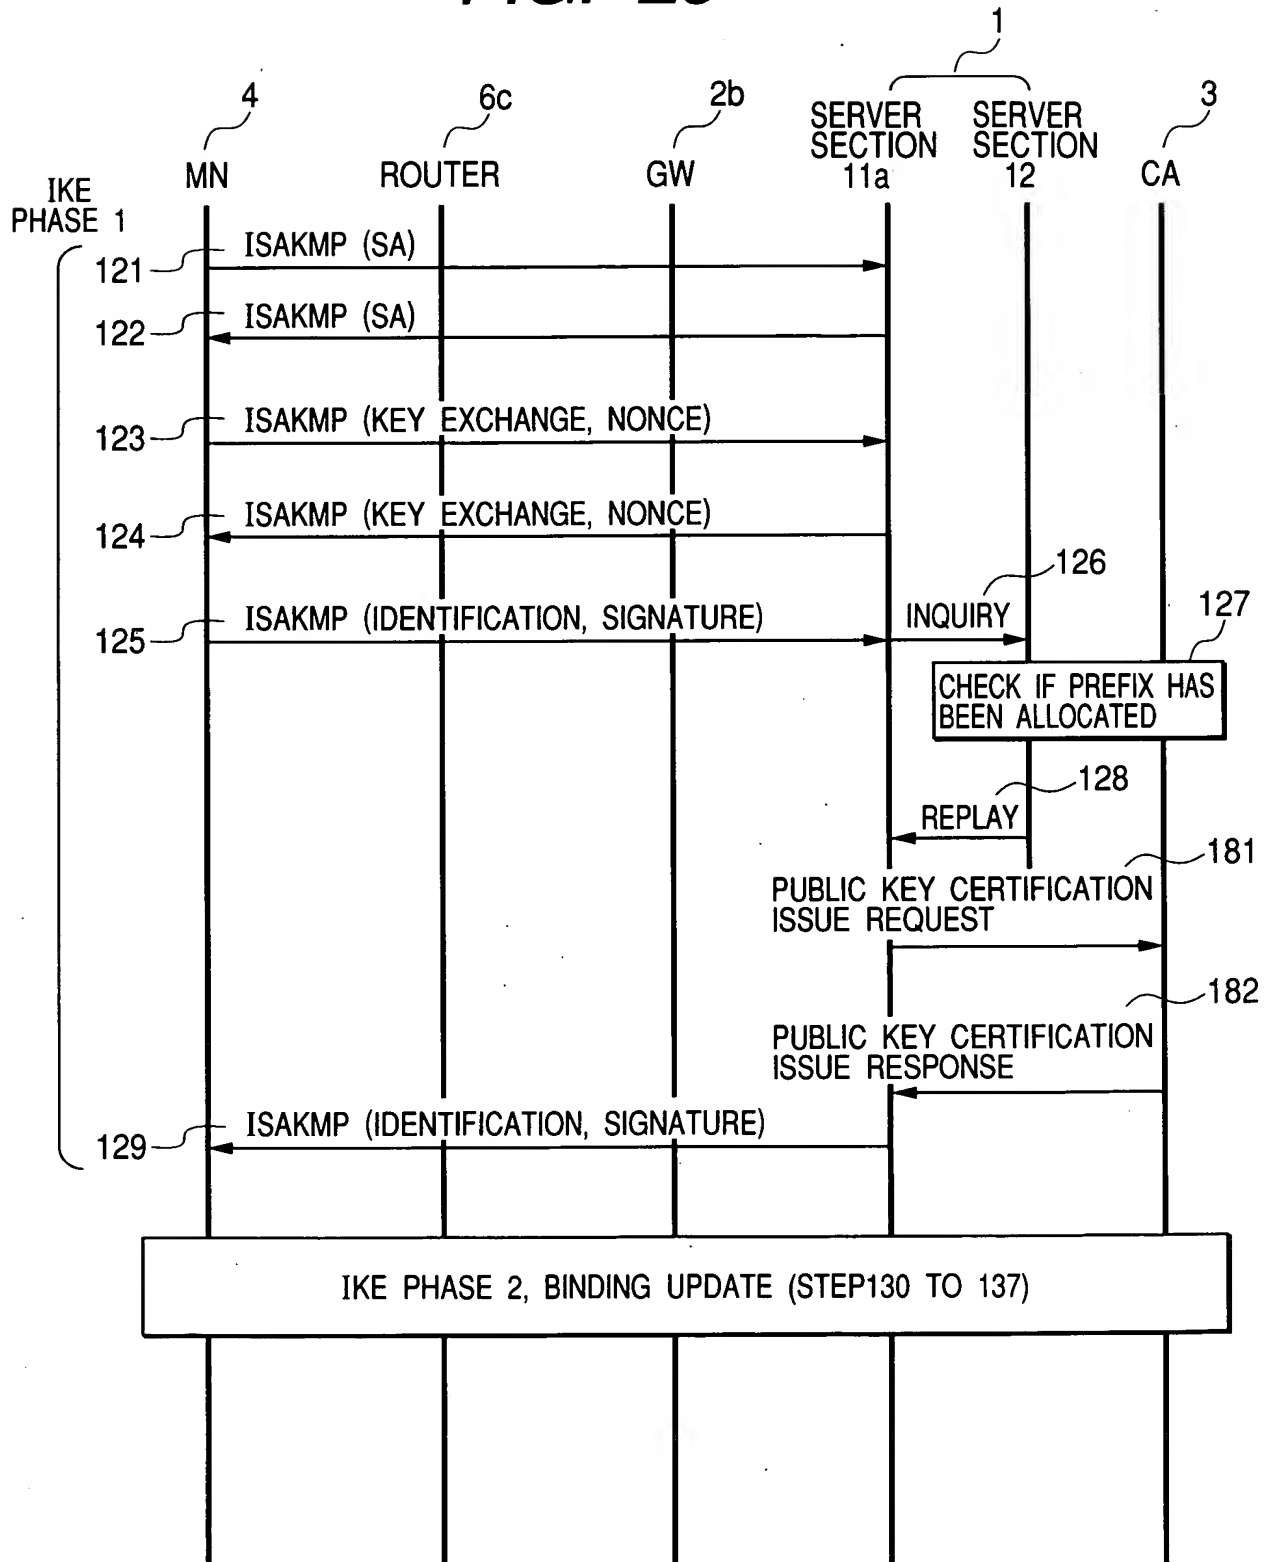 1
4
6c
2b
3
SERVER
SECTION
11a
SERVER
SECTION
12
MN
ROUTER
GW
CA
IKE
PHASE 1
ISAKMP (SA)
121
ISAKMP (SA)
122
ISAKMP (KEY EXCHANGE, NONCE)
123
ISAKMP (KEY EXCHANGE, NONCE)
124
126
ISAKMP (IDENTIFICATION, SIGNATURE)
125
INQUIRY
127
CHECK IF PREFIX HAS
BEEN ALLOCATED
128
REPLAY
181
PUBLIC KEY CERTIFICATION
ISSUE REQUEST
182
PUBLIC KEY CERTIFICATION
ISSUE RESPONSE
ISAKMP (IDENTIFICATION, SIGNATURE)
129
IKE PHASE 2, BINDING UPDATE (STEP130 TO 137)